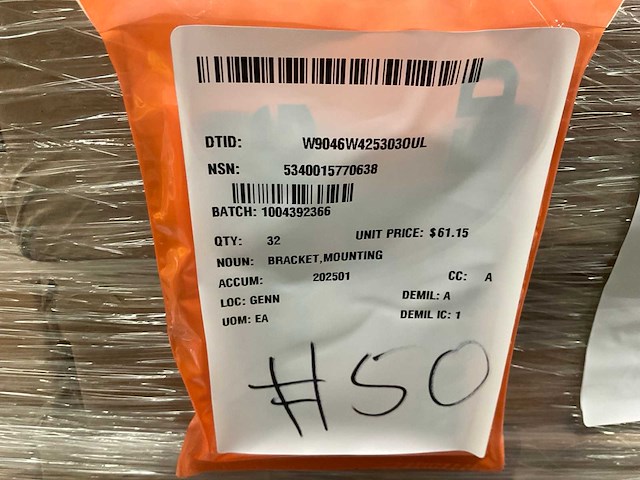 DTID: W9046W425303OUL
NSN: 5340015770638
BATCH: 1004392366
QTY: 32 UNIT PRICE: $61.15
NOUN: BRACKET,MOUNTING
ACCUM: 202501 CC: A
LOC: GENN DEMIL: A
UOM: EA DEMIL IC: 1
#50